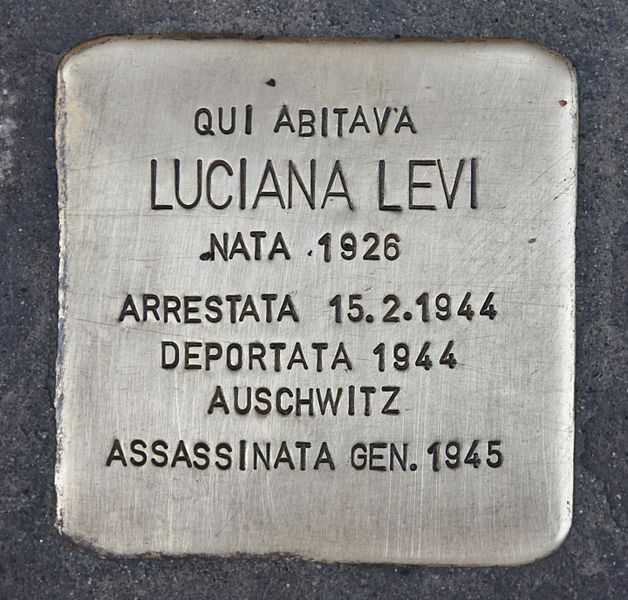 QUI ABITAVA
LUCIANA LEVI
NATA 1926
ARRESTATA 15.2.1944
DEPORTATA 1944
AUSCHWITZ
ASSASSINATA GEN. 1945